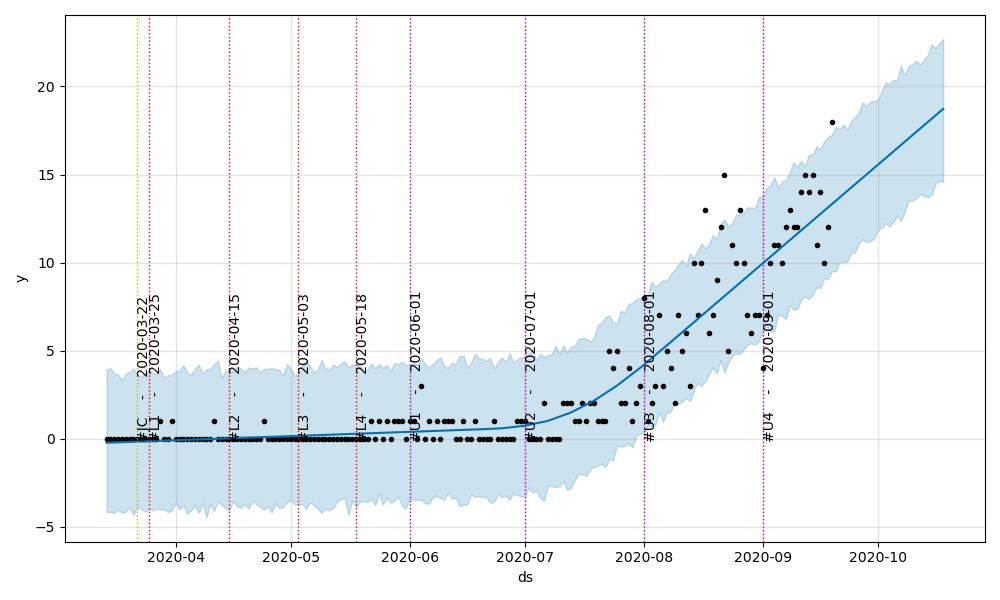 20
15
10
5
0
−5
y
#JC - 2020-03-22
#L1 - 2020-03-25
#L2 - 2020-04-15
#L3 - 2020-05-03
#L4 - 2020-05-18
#U1 - 2020-06-01
#U2 - 2020-07-01
#U3 - 2020-08-01
#U4 - 2020-09-01
2020-04 2020-05 2020-06 2020-07 2020-08 2020-09 2020-10
ds